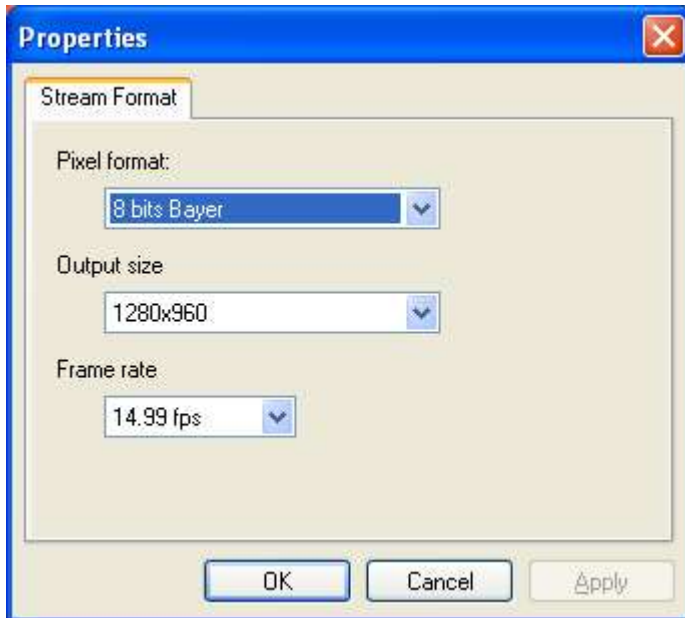 Properties
Stream Format
Pixel format:
8 bits Bayer
Output size
1280x960
Frame rate
14.99 fps
OK Cancel Apply